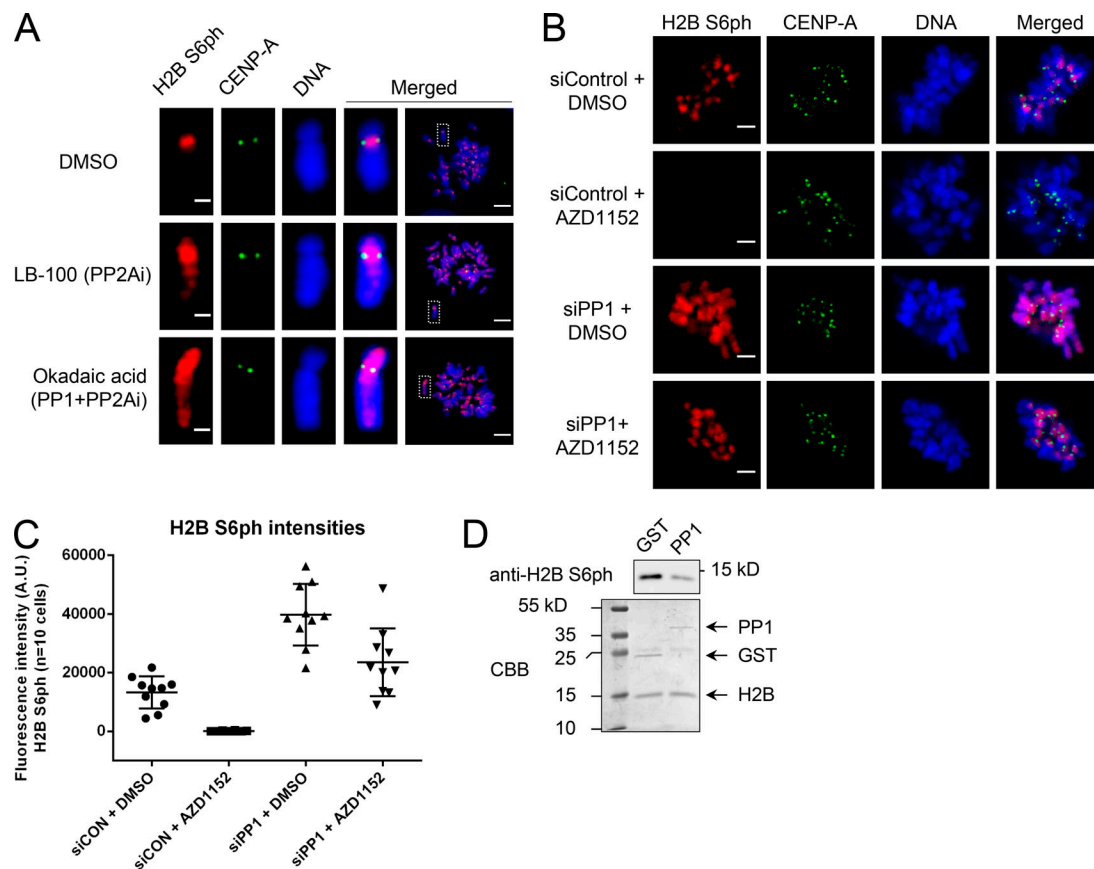 A
H2B S6ph
CENP-A
DNA
Merged
DMSO
LB-100 (PP2Ai)
Okadaic acid
(PP1+PP2Ai)
B
H2B S6ph CENP-A DNA Merged
siControl +
DMSO
siControl +
AZD1152
siPP1 +
DMSO
siPP1+
AZD1152
C
H2B S6ph intensities
Fluorescence intensity (A.U.)
H2B S6ph (n=10 cells)
60000
40000
20000
0
siCON + DMSO
siCON + AZD1152
siPP1 + DMSO
siPP1 + AZD1152
D
GST
PP1
anti-H2B S6ph
15 kD
55 kD
35
25
15
10
CBB
PP1
GST
H2B